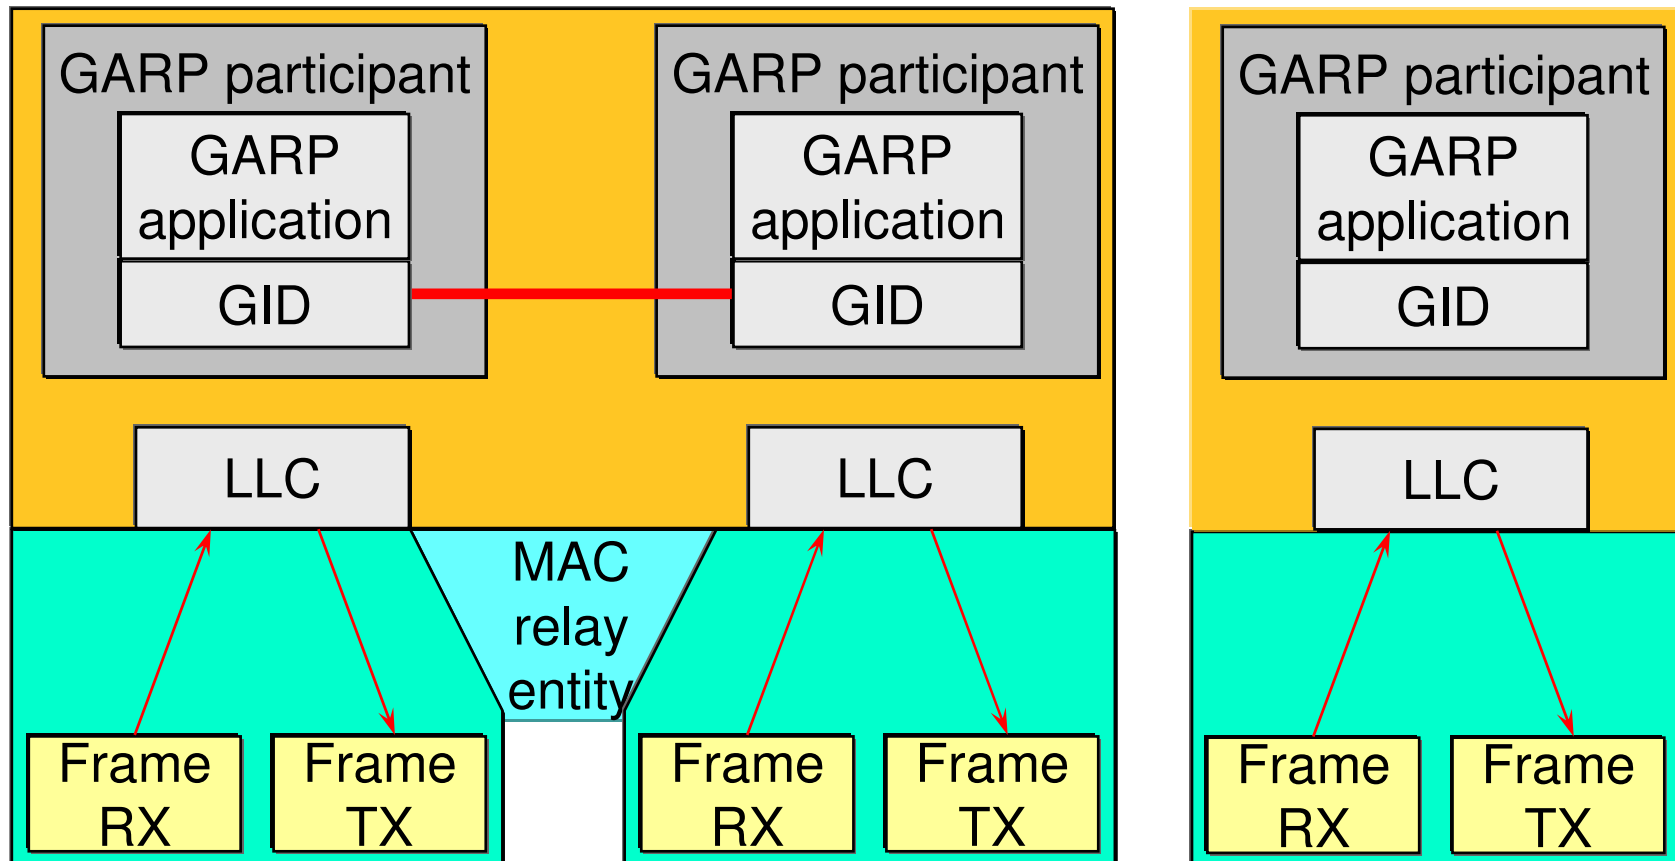 GARP participant
GARP
application
GID
LLC
Frame
RX
Frame
TX
MAC
relay
entity
GARP participant
GARP
application
GID
LLC
Frame
RX
Frame
TX
GARP participant
GARP
application
GID
LLC
Frame
RX
Frame
TX